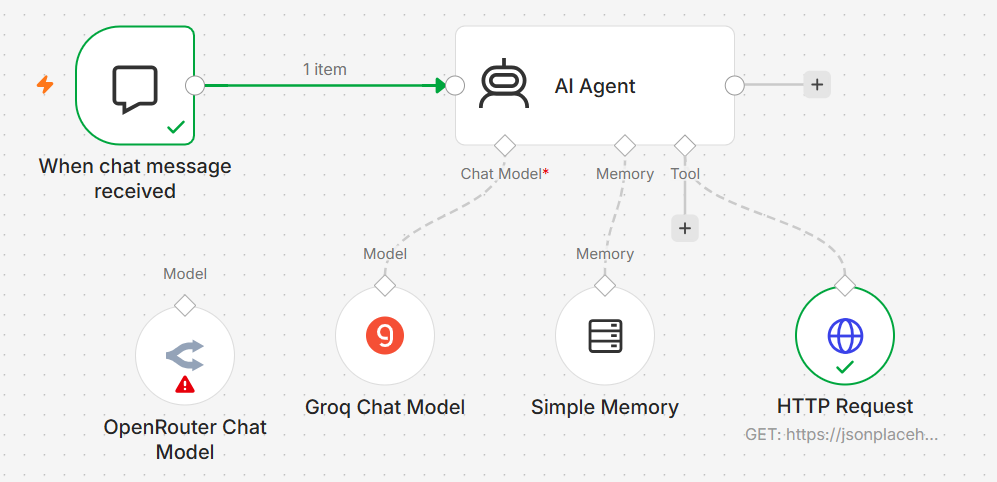 1 item
AI Agent
When chat message
received
Chat Model*
Memory
Tool
Model
Memory
Model
Groq Chat Model
Simple Memory
HTTP Request
GET: https://jsonplaceh...
OpenRouter Chat
Model